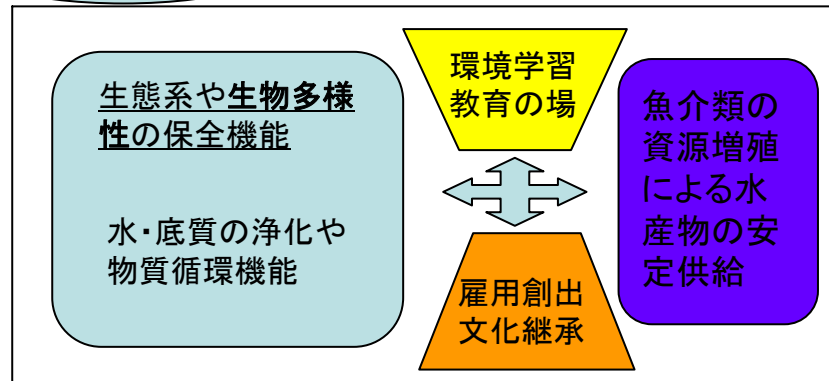 生態系や生物多様
性の保全機能
水・底質の浄化や
物質循環機能
環境学習
教育の場
雇用創出
文化継承
魚介類の
資源増殖
による水
産物の安
定供給